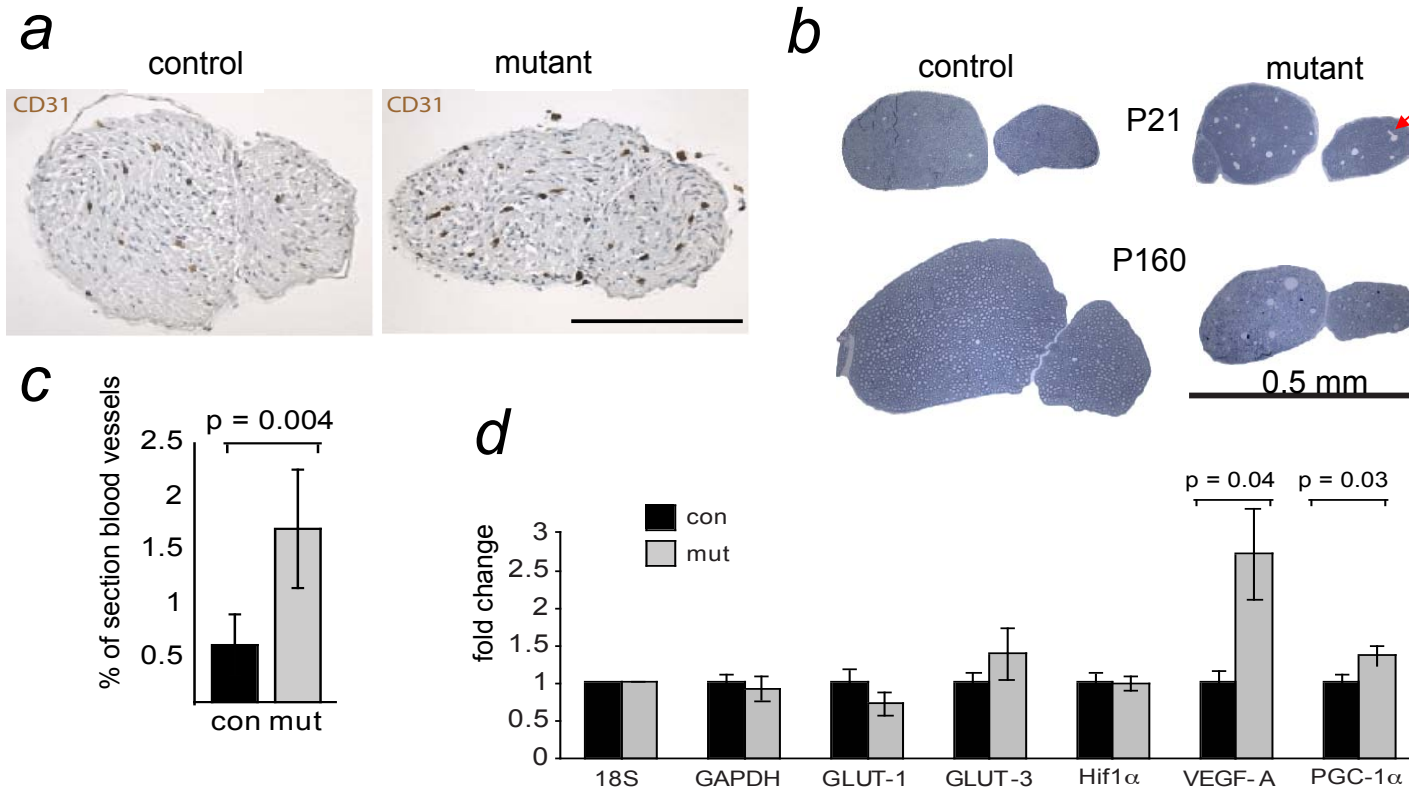 a
control
mutant
CD31
CD31
b
control
mutant
P21
P160
0.5 mm
c
p = 0.004
% of section blood vessels
2.5
2
1.5
1
0.5
con mut
d
con
mut
p = 0.04
p = 0.03
fold change
3
2.5
2
1.5
1
0.5
0
18S
GAPDH
GLUT-1
GLUT-3
Hif1α
VEGF-A
PGC-1α